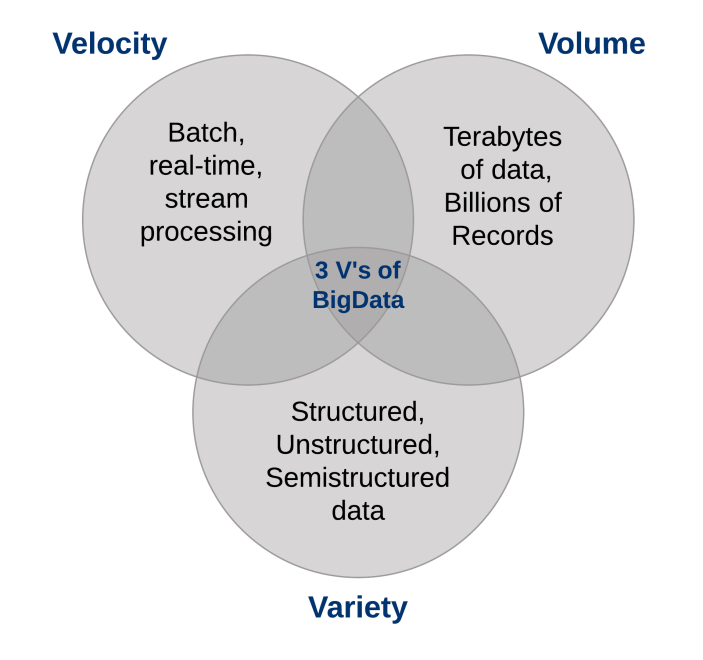 Velocity
Volume
Batch,
real-time,
stream
processing
Terabytes
of data,
Billions of
Records
3 V's of
BigData
Structured,
Unstructured,
Semistructured
data
Variety